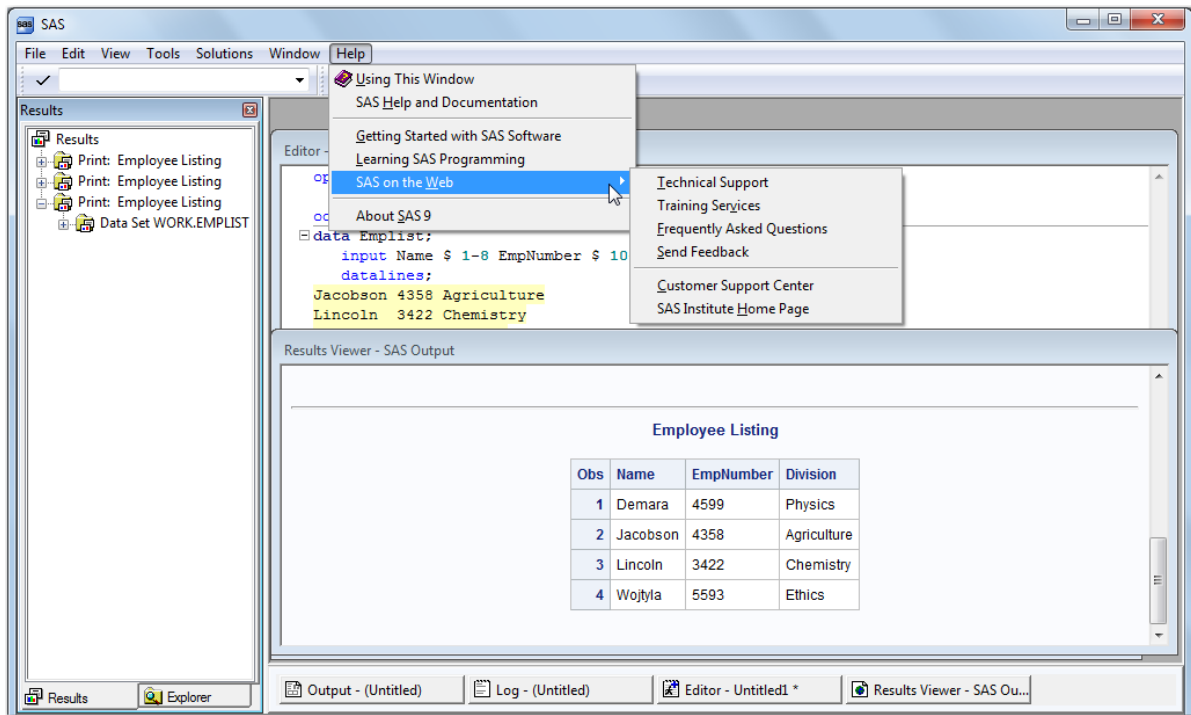 sas SAS
File Edit View Tools Solutions Window Help
Using This Window
SAS Help and Documentation
Getting Started with SAS Software
Learning SAS Programming
SAS on the Web
About SAS 9
Technical Support
Training Services
Frequently Asked Questions
Send Feedback
Customer Support Center
SAS Institute Home Page
Results
Results
Print: Employee Listing
Print: Employee Listing
Print: Employee Listing
Data Set WORK.EMPLIST
Editor -
data Emplist;
input Name $ 1-8 EmpNumber $ 10
datalines;
Jacobson 4358 Agriculture
Lincoln 3422 Chemistry
Results Viewer - SAS Output
Employee Listing
Obs Name EmpNumber Division
1 Demara 4599 Physics
2 Jacobson 4358 Agriculture
3 Lincoln 3422 Chemistry
4 Wojtyla 5593 Ethics
Results Explorer
Output - (Untitled) Log - (Untitled) Editor - Untitled1 * Results Viewer - SAS Ou...